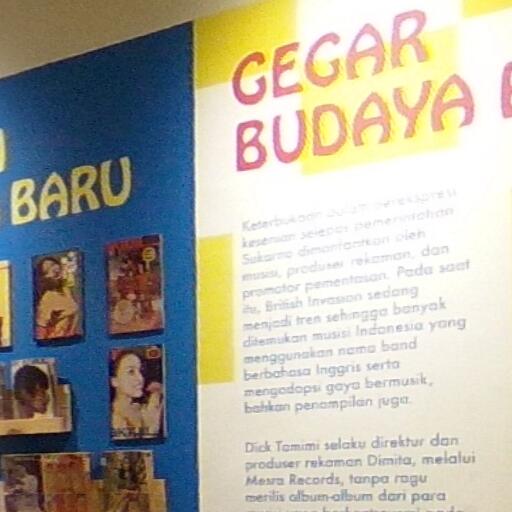 BARU
GEGAR
BUDAYA
Keterbukaan dalam berekspresi
kesenian selepas pemerintahan
Sukarno dimanfaatkan oleh
musisi, produser rekaman, dan
promotor pementasan. Pada saat
itu, British Invasion sedang
menjadi tren sehingga banyak
ditemukan musisi Indonesia yang
menggunakan nama band
berbahasa Inggris serta
mengadopsi gaya bermusik,
bahkan penampilan juga.
Dick Tamimi selaku direktur dan
produser rekaman Dimita, melalui
Mesra Records, tanpa ragu
merilis album-album dari para